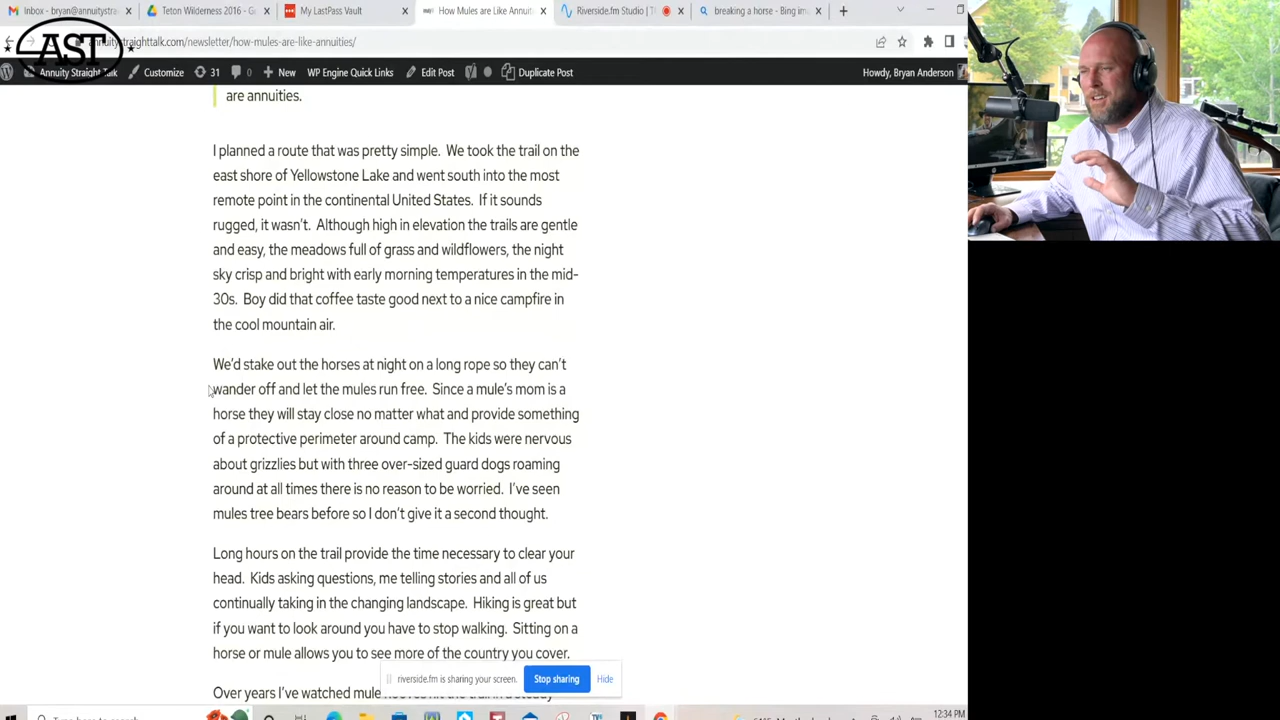 Inbox - bryan@annuitystre
Teton Wilderness 2016 - G
My LastPass Vault
How Mules are Like Annuit
Riverside.fm Studio | T
breaking a horse - Bing im
AST
straighttalk.com/newsletter/how-mules-are-like-annuities/
Annuity Straight Talk
Customize
31
0
New
WP Engine Quick Links
Edit Post
Duplicate Post
Howdy, Bryan Anderson
are annuities.
I planned a route that was pretty simple. We took the trail on the
east shore of Yellowstone Lake and went south into the most
remote point in the continental United States. If it sounds
rugged, it wasn't. Although high in elevation the trails are gentle
and easy, the meadows full of grass and wildflowers, the night
sky crisp and bright with early morning temperatures in the mid-
30s. Boy did that coffee taste good next to a nice campfire in
the cool mountain air.
We'd stake out the horses at night on a long rope so they can't
wander off and let the mules run free. Since a mule's mom is a
horse they will stay close no matter what and provide something
of a protective perimeter around camp. The kids were nervous
about grizzlies but with three over-sized guard dogs roaming
around at all times there is no reason to be worried. I've seen
mules tree bears before so I don't give it a second thought.
Long hours on the trail provide the time necessary to clear your
head. Kids asking questions, me telling stories and all of us
continually taking in the changing landscape. Hiking is great but
if you want to look around you have to stop walking. Sitting on a
horse or mule allows you to see more of the country you cover.
riverside.fm is sharing your screen.
Stop sharing
Hide
Over years I've watched mule
12:34 PM